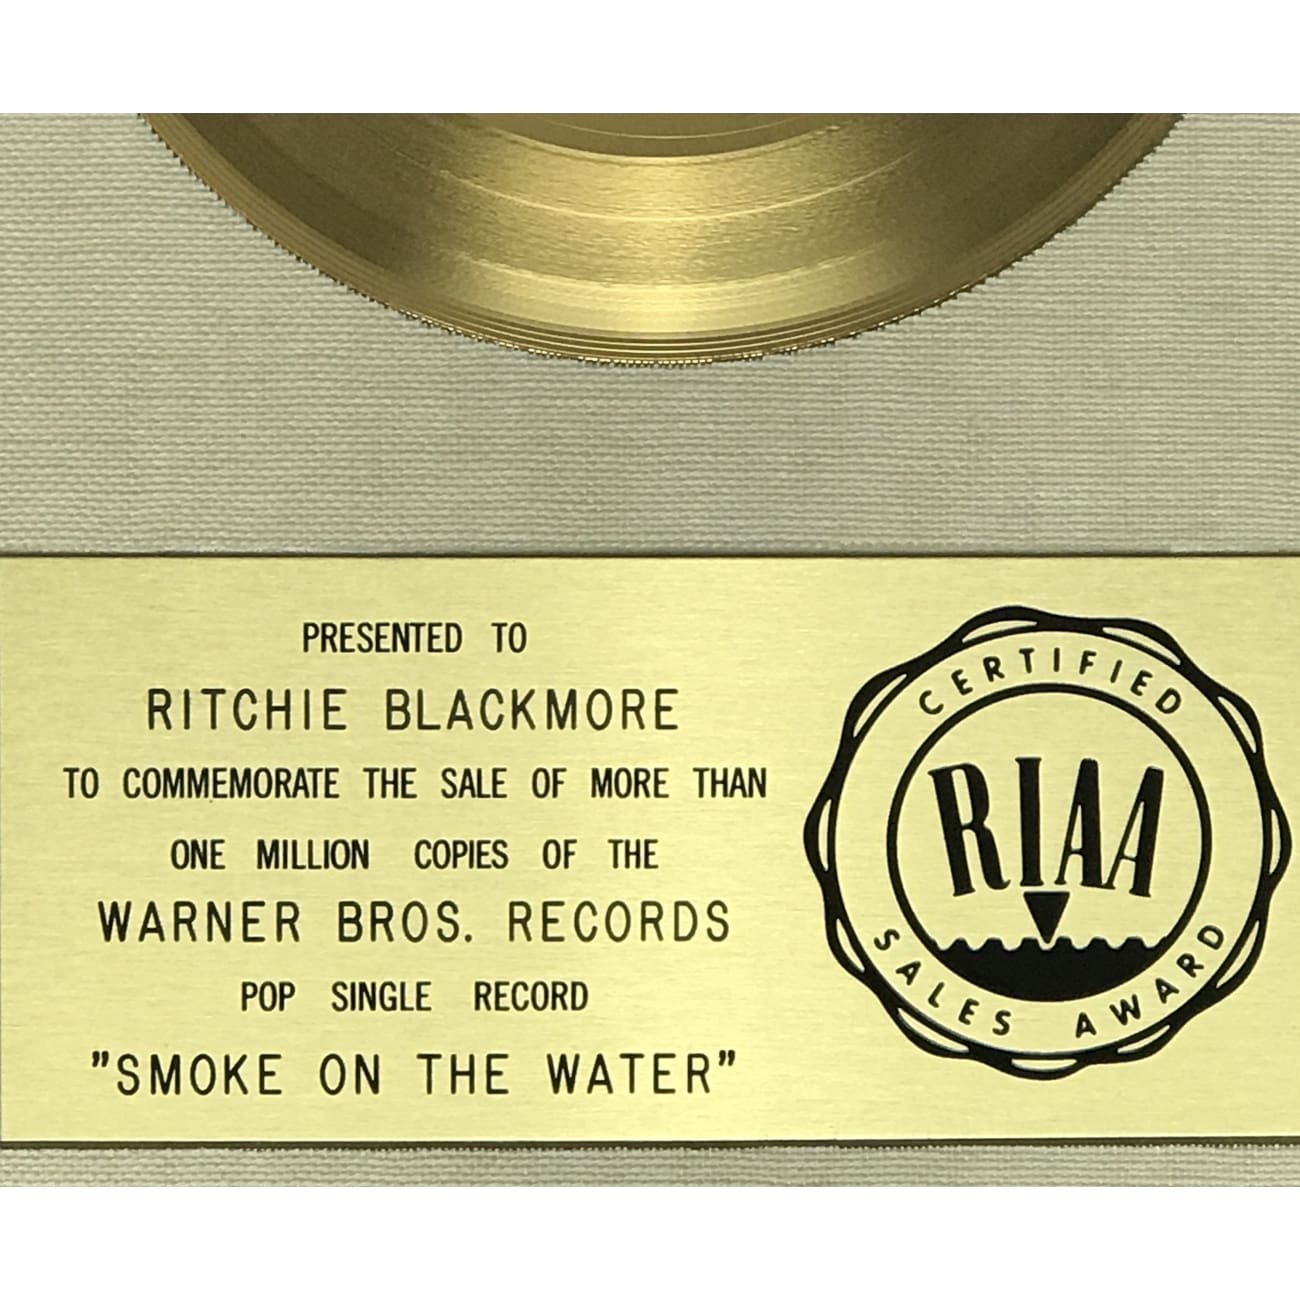 PRESENTED TO
RITCHIE BLACKMORE
TO COMMEMORATE THE SALE OF MORE THAN
ONE MILLION COPIES OF THE
WARNER BROS. RECORDS
POP SINGLE RECORD
"SMOKE ON THE WATER"
CERTIFIED
RIAA
SALES AWARD